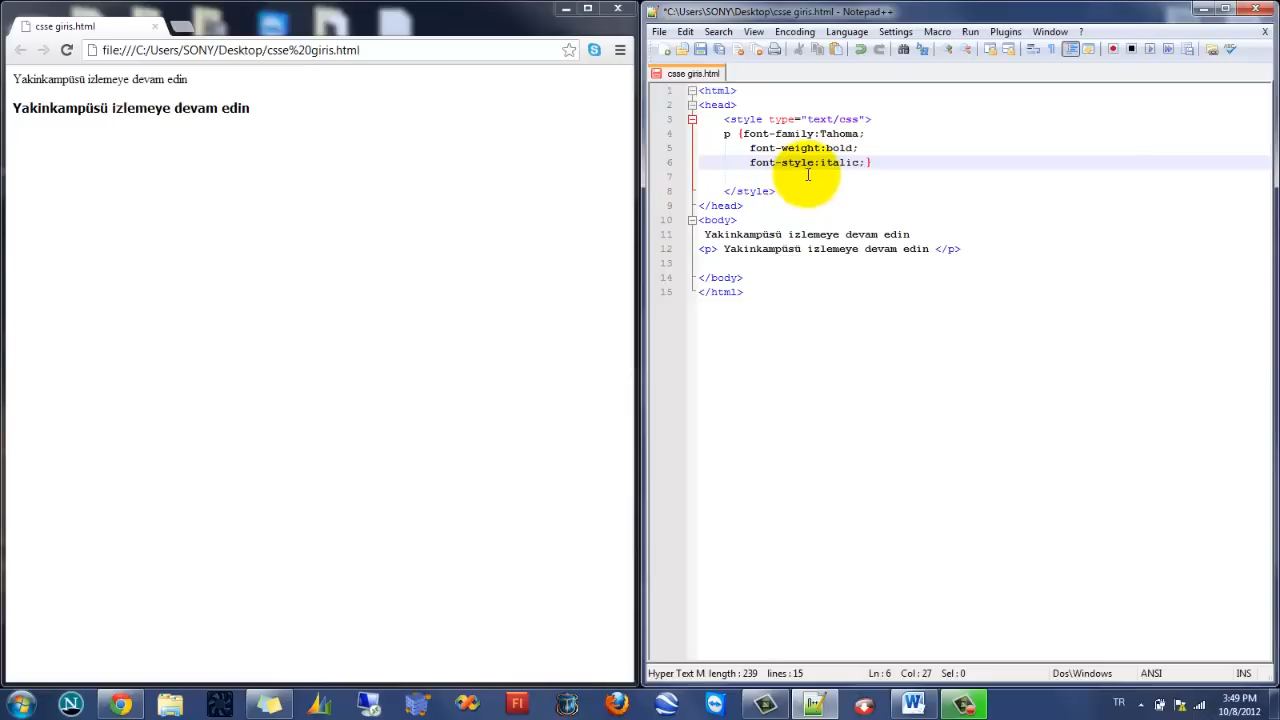 csse giris.html
file:///C:/Users/SONY/Desktop/csse%20giris.html
Yakinkampüsü izlemeye devam edin
Yakinkampüsü izlemeye devam edin
*C:\Users\SONY\Desktop\csse giris.html - Notepad++
File Edit Search View Encoding Language Settings Macro Run Plugins Window ? X
csse giris.html
1 <html>
2 <head>
3 <style type="text/css">
4 p {font-family:Tahoma;
5 font-weight:bold;
6 font-style:italic;}
7
8 </style>
9 </head>
10 <body>
11 Yakinkampüsü izlemeye devam edin
12 <p> Yakinkampüsü izlemeye devam edin </p>
13
14 </body>
15 </html>
Hyper Text M length : 239 lines : 15 Ln : 6 Col : 27 Sel : 0 Dos\Windows ANSI INS
TR 3:49 PM
10/8/2012